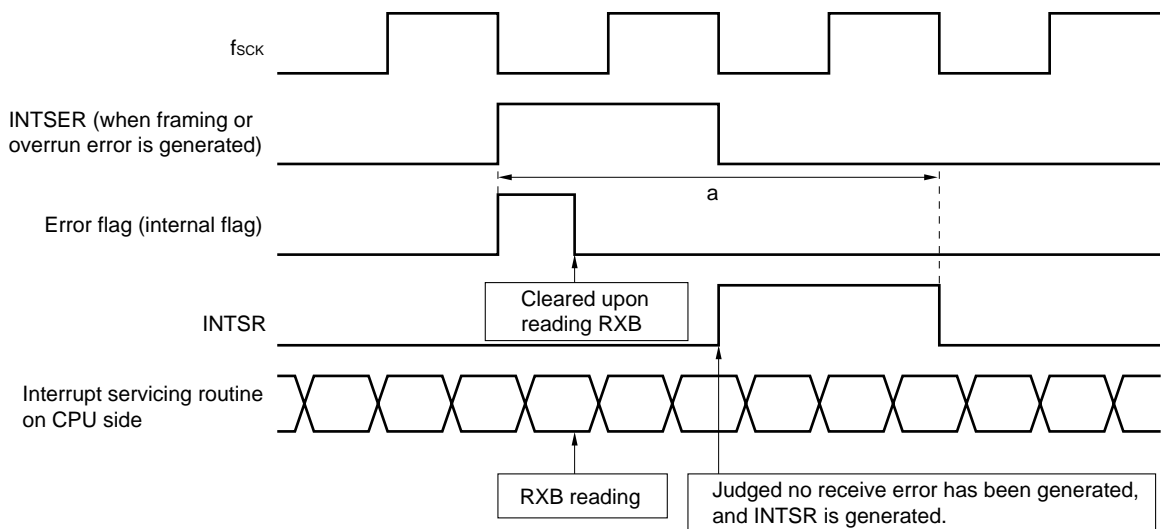 fSCK
INTSER (when framing or
overrun error is generated)
a
Error flag (internal flag)
Cleared upon
reading RXB
INTSR
Interrupt servicing routine
on CPU side
RXB reading
Judged no receive error has been generated,
and INTSR is generated.